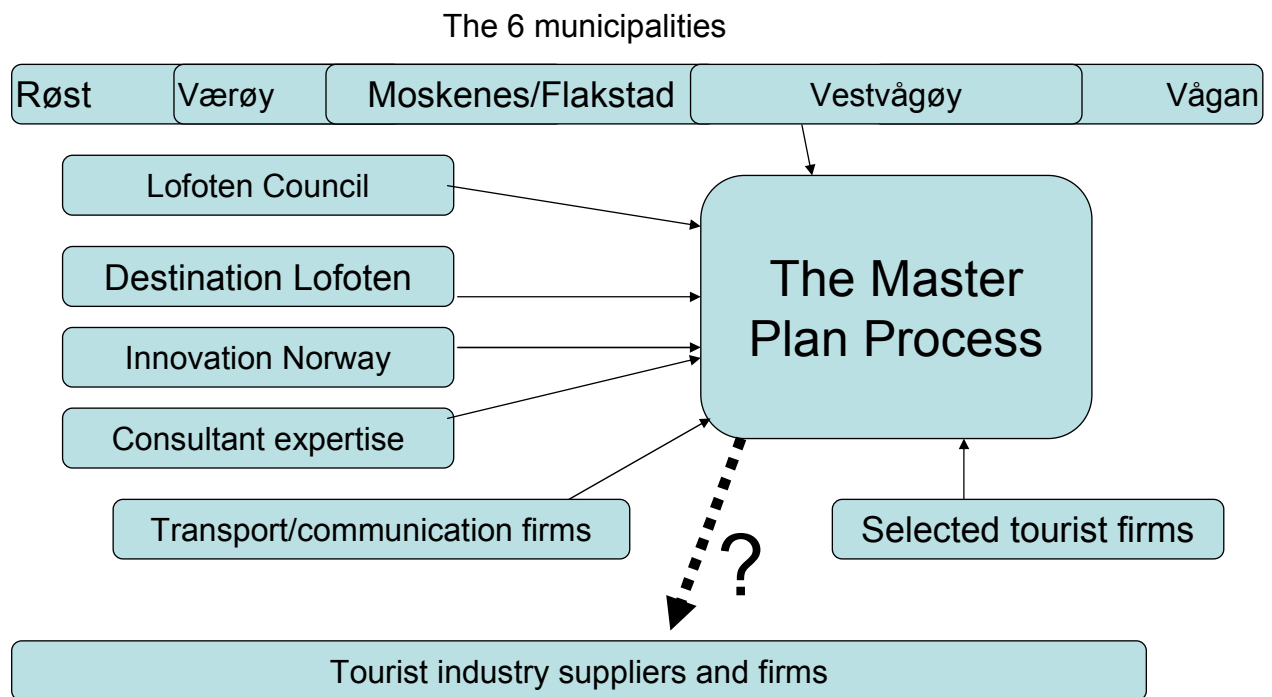 The 6 municipalities
Røst Værøy Moskenes/Flakstad Vestvågøy Vågan
Lofoten Council
Destination Lofoten
Innovation Norway
Consultant expertise
The Master
Plan Process
Transport/communication firms
Selected tourist firms
?
Tourist industry suppliers and firms